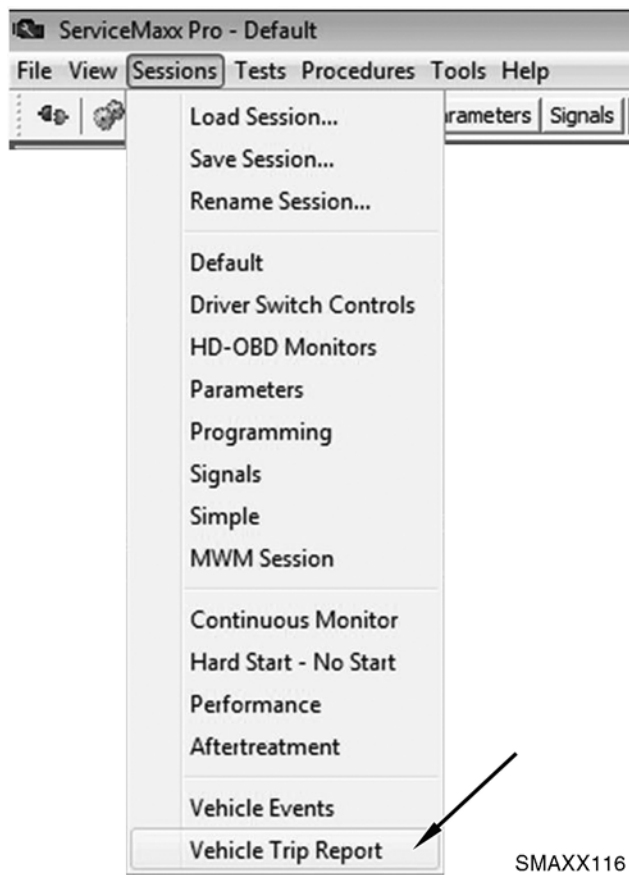 ServiceMaxx Pro - Default
File View Sessions Tests Procedures Tools Help
Load Session...
Parameters Signals
Save Session...
Rename Session...
Default
Driver Switch Controls
HD-OBD Monitors
Parameters
Programming
Signals
Simple
MWM Session
Continuous Monitor
Hard Start - No Start
Performance
Aftertreatment
Vehicle Events
Vehicle Trip Report
SMAXX116